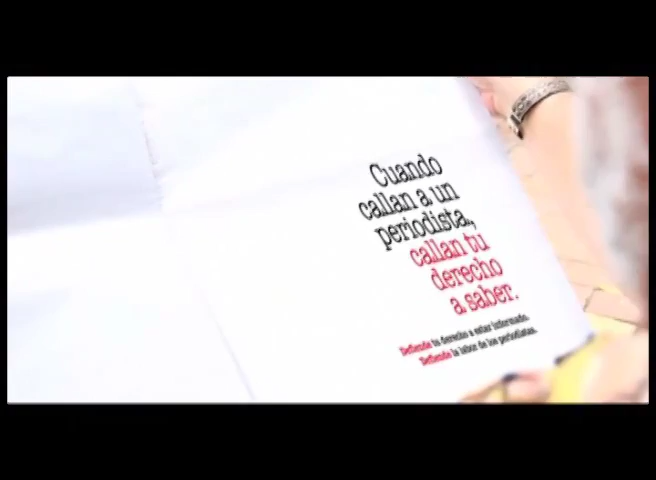 Cuando
callan a un
periodista,
callan tu
derecho
a saber.
Defiende tu derecho a estar informado.
Defiende la labor de los periodistas.